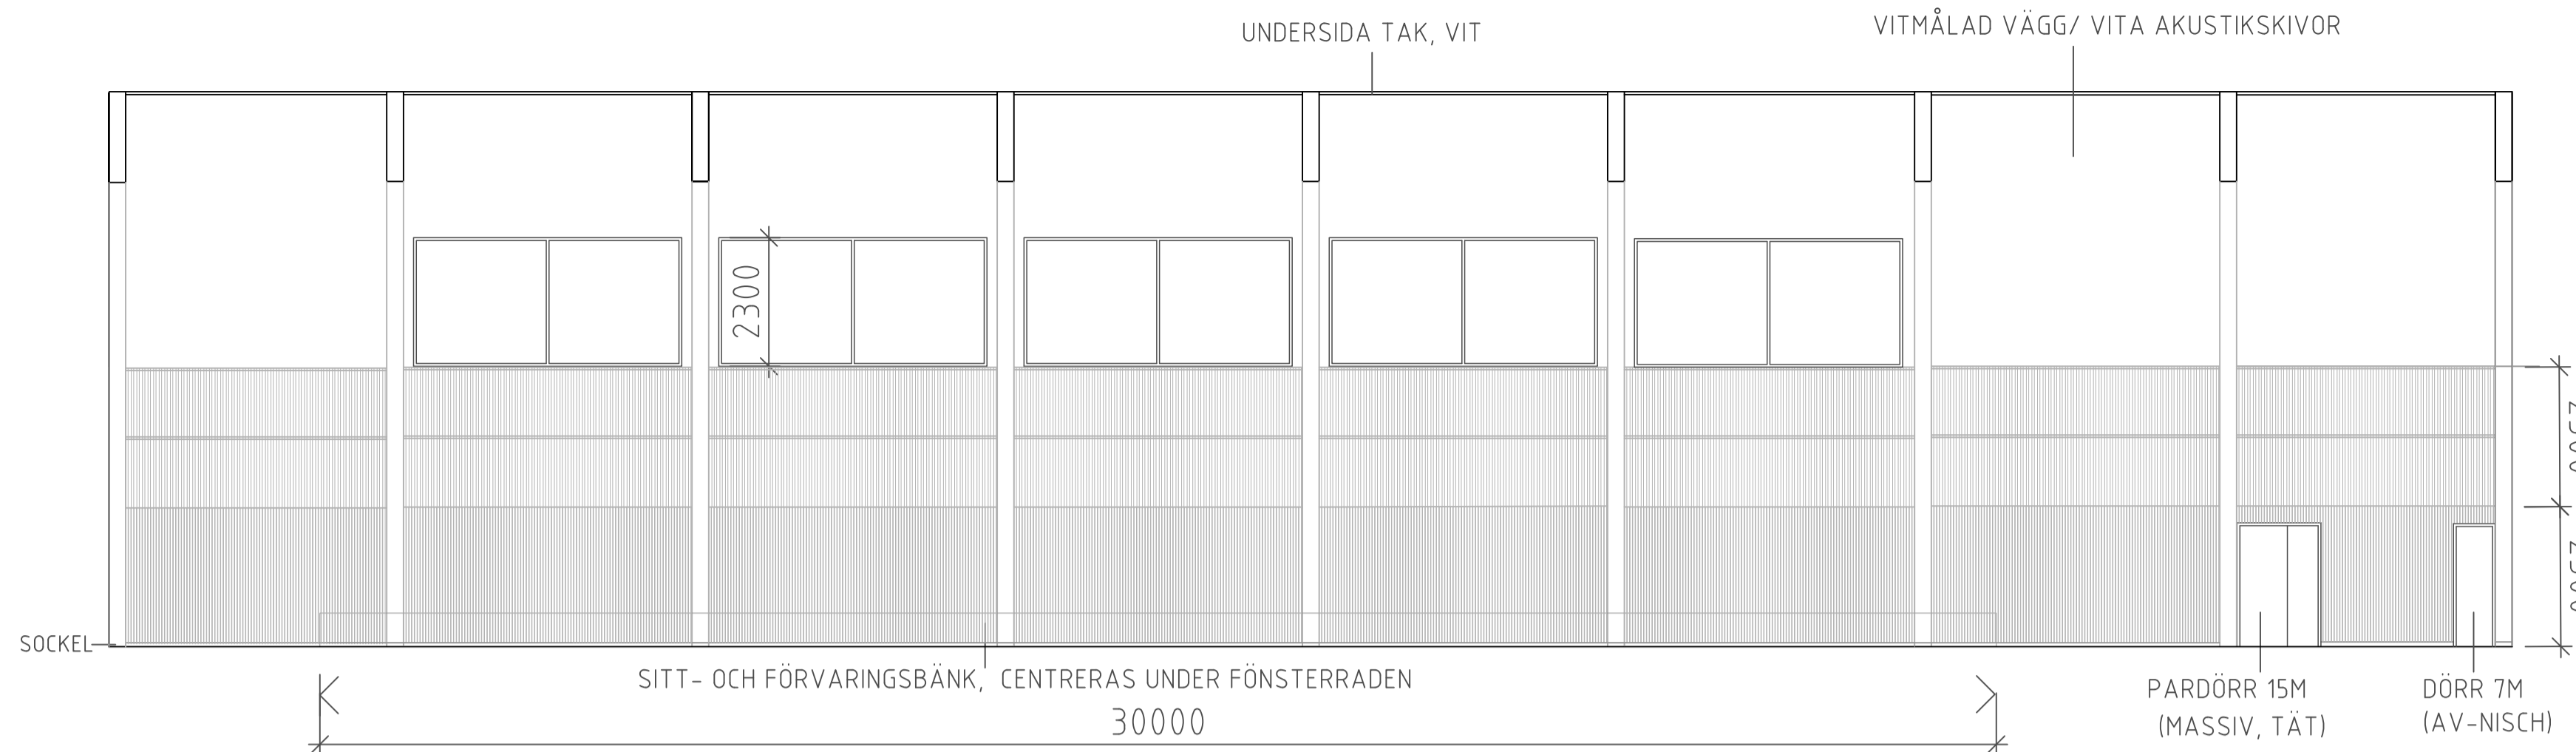 UNDERSIDA TAK, VIT
VITMÅLAD VÄGG/ VITA AKUSTIKSKIVOR
2300
SOCKEL
SITT- OCH FÖRVARINGSBÄNK, CENTRERAS UNDER FÖNSTERRADEN
30000
PARDÖRR 15M
(MASSIV, TÄT)
DÖRR 7M
(AV-NISCH)